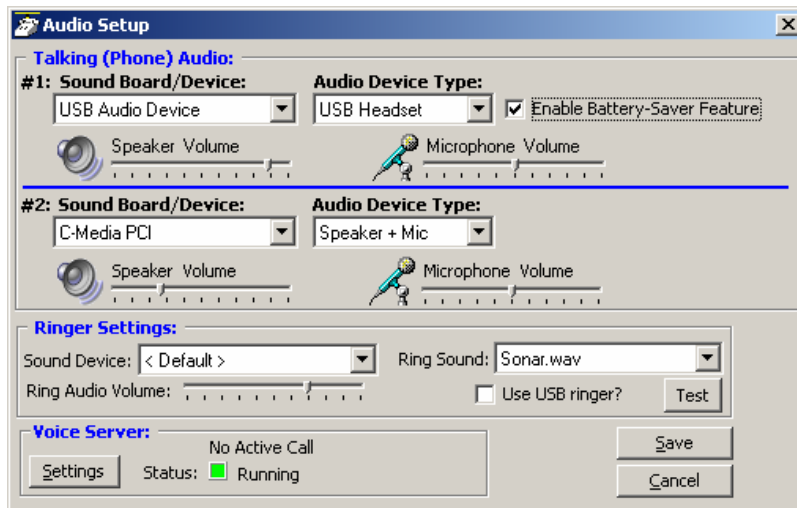 Audio Setup
Talking (Phone) Audio:
#1: Sound Board/Device: Audio Device Type:
USB Audio Device USB Headset Enable Battery-Saver Feature
Speaker Volume Microphone Volume
#2: Sound Board/Device: Audio Device Type:
C-Media PCI Speaker + Mic
Speaker Volume Microphone Volume
Ringer Settings:
Sound Device: < Default > Ring Sound: Sonar.wav
Ring Audio Volume: Use USB ringer? Test
Voice Server:
No Active Call
Settings Status: Running
Save
Cancel